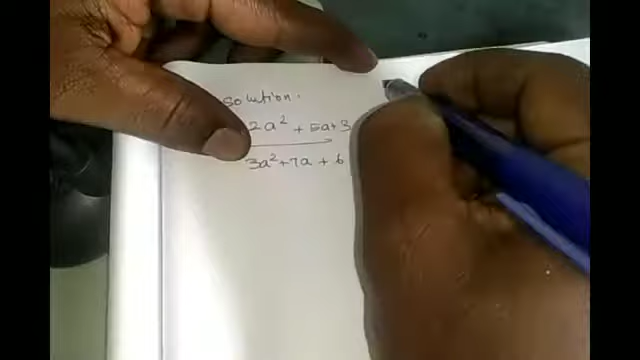 Solution.
2a² + 5a+3
3a²+7a + 6